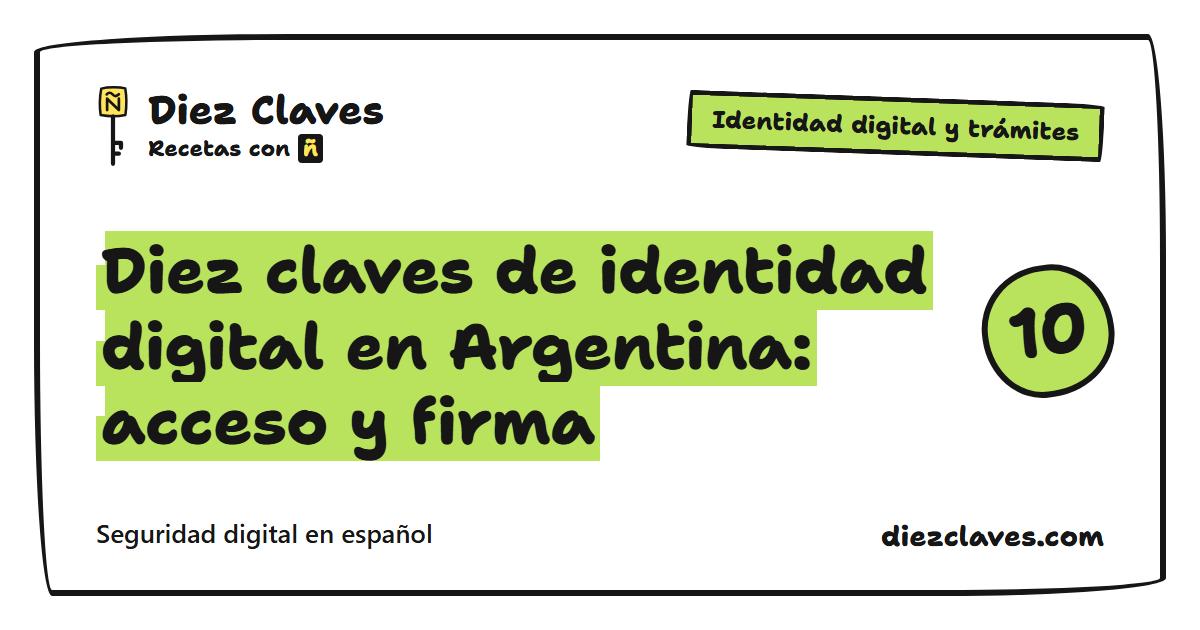 Ñ
Diez Claves
Recetas con ñ
Identidad digital y trámites
Diez claves de identidad
digital en Argentina:
acceso y firma
10
Seguridad digital en español
diezclaves.com